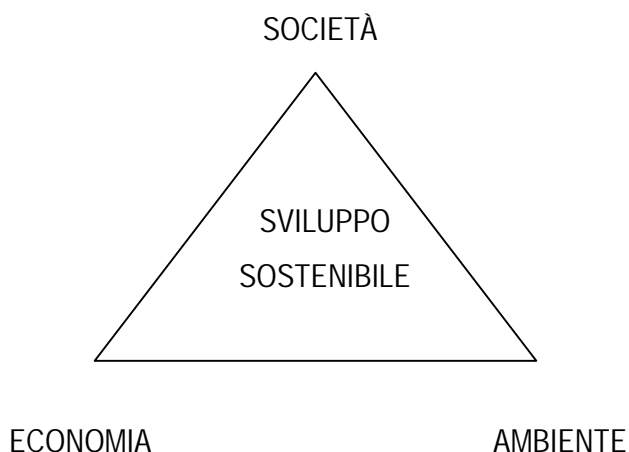 SOCIETÀ
SVILUPPO
SOSTENIBILE
ECONOMIA
AMBIENTE